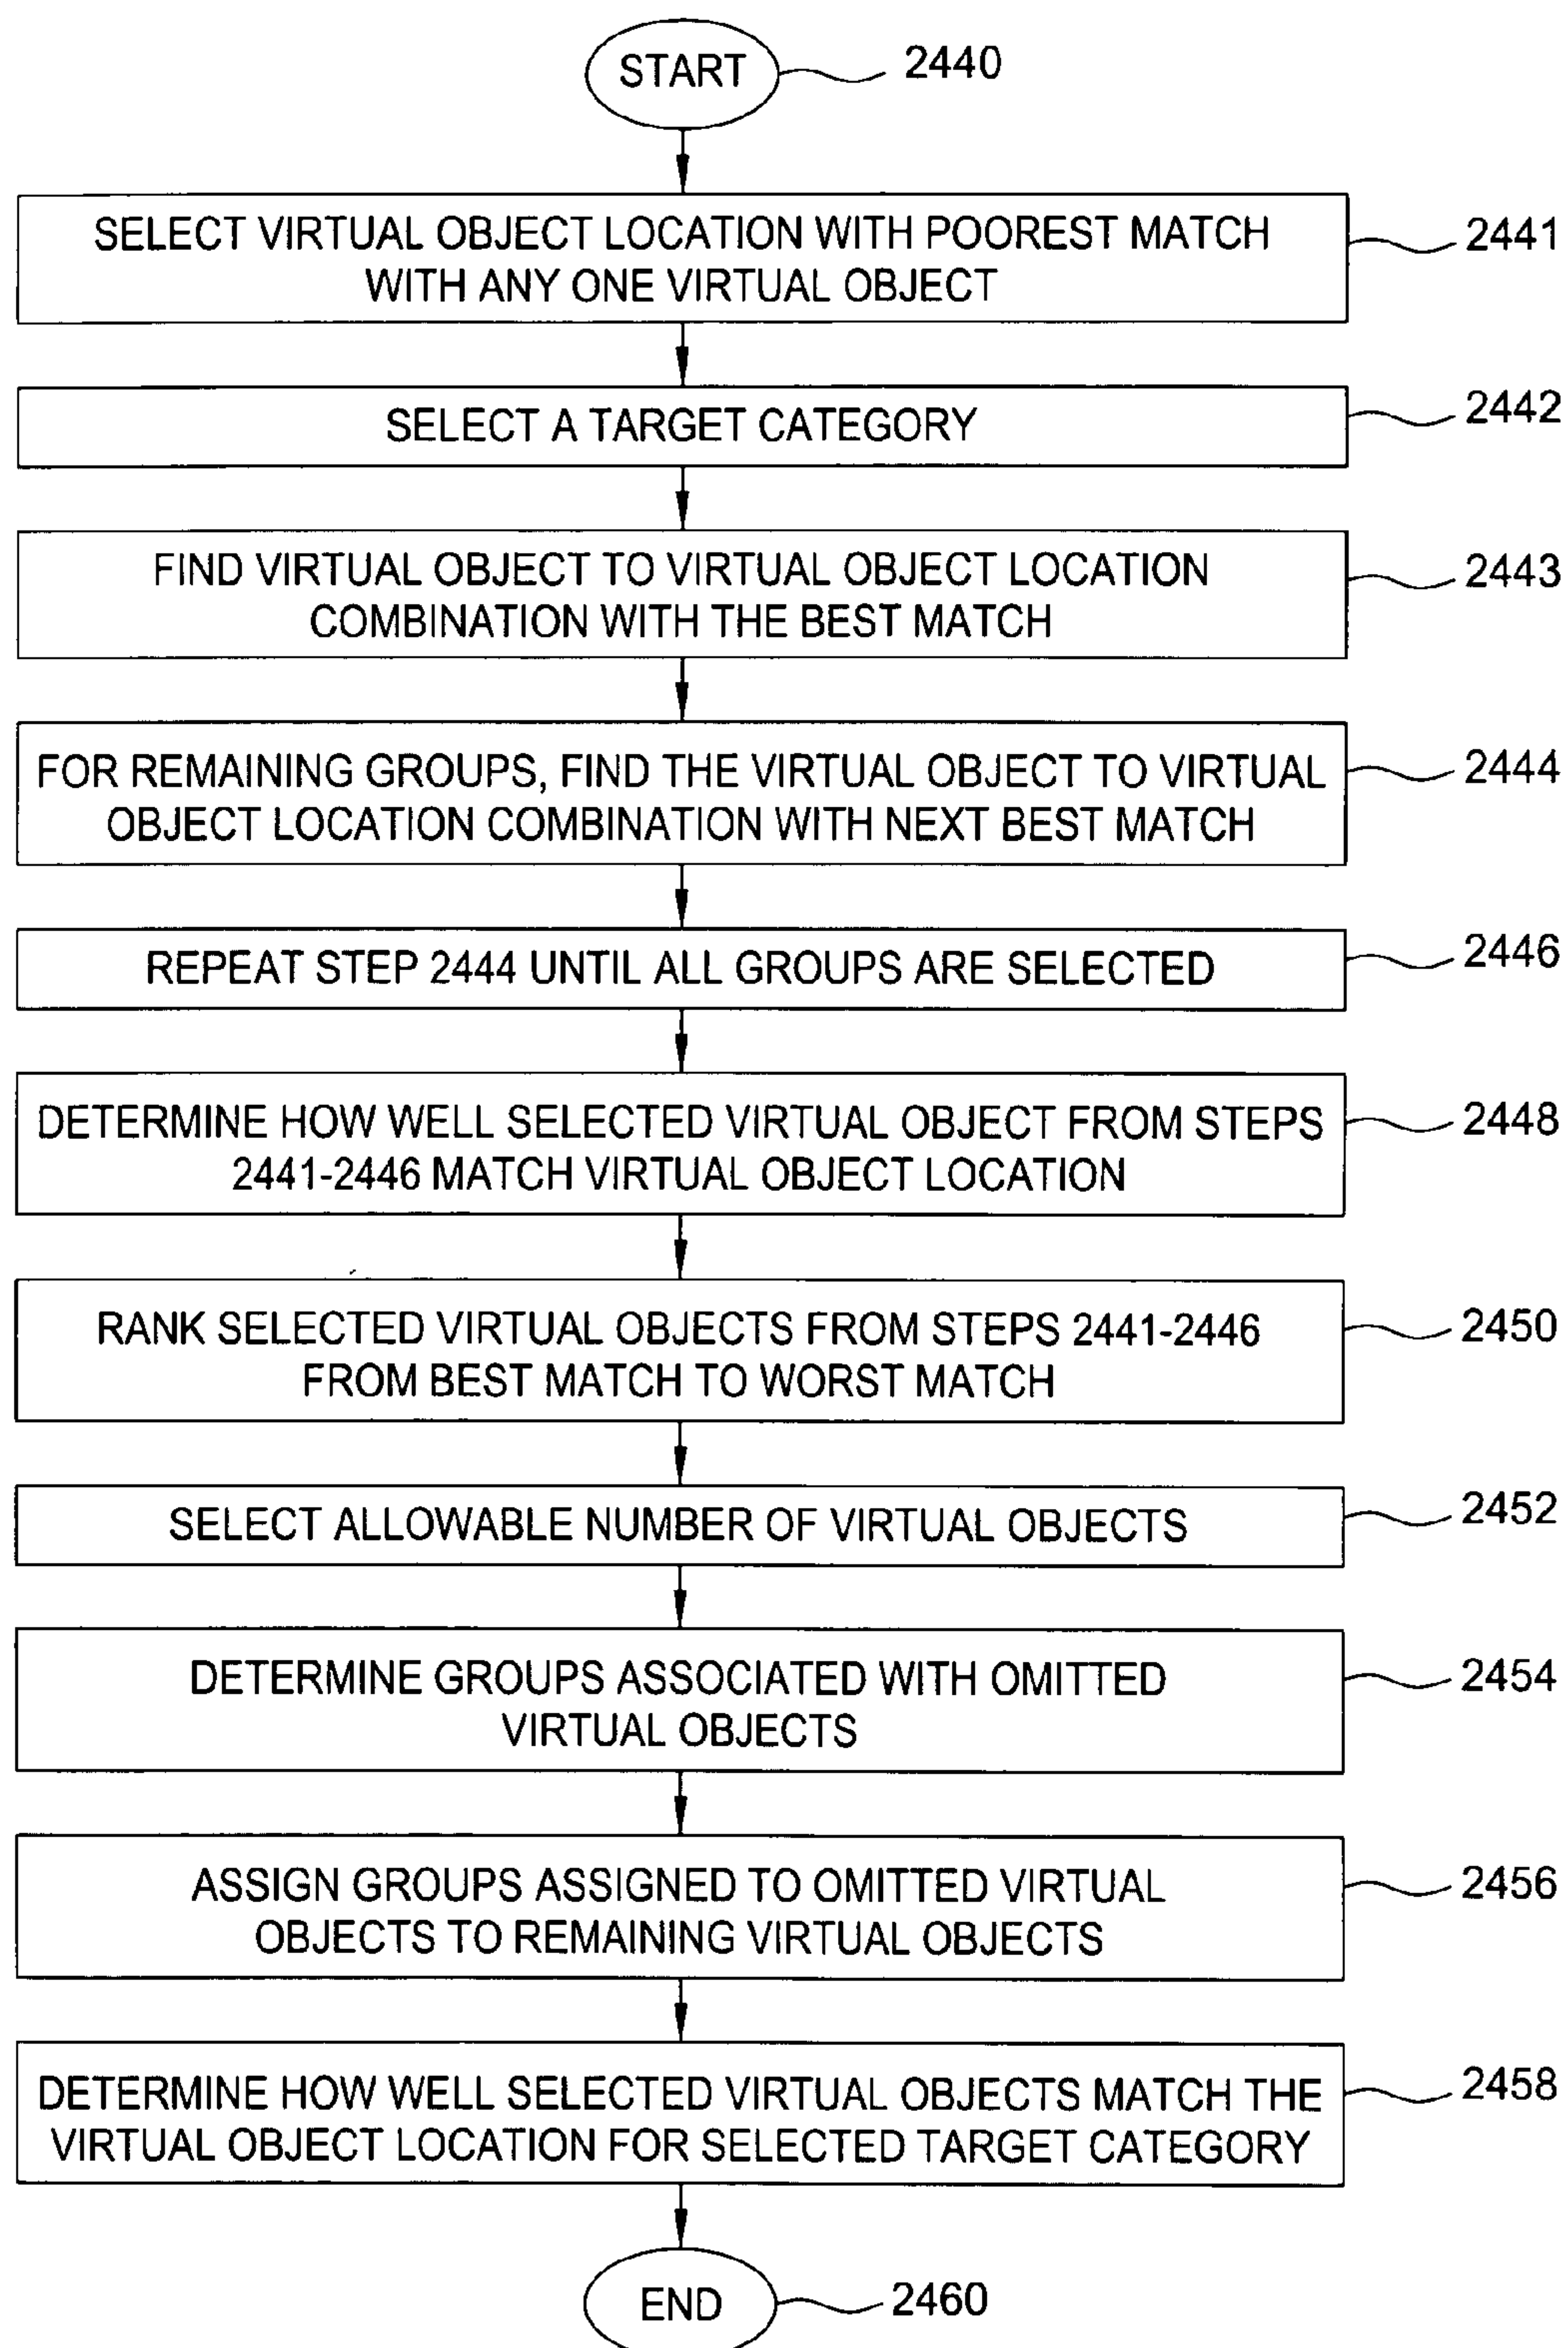 START
2440
SELECT VIRTUAL OBJECT LOCATION WITH POOREST MATCH
WITH ANY ONE VIRTUAL OBJECT
2441
SELECT A TARGET CATEGORY
2442
FIND VIRTUAL OBJECT TO VIRTUAL OBJECT LOCATION
COMBINATION WITH THE BEST MATCH
2443
FOR REMAINING GROUPS, FIND THE VIRTUAL OBJECT TO VIRTUAL
OBJECT LOCATION COMBINATION WITH NEXT BEST MATCH
2444
REPEAT STEP 2444 UNTIL ALL GROUPS ARE SELECTED
2446
DETERMINE HOW WELL SELECTED VIRTUAL OBJECT FROM STEPS
2441-2446 MATCH VIRTUAL OBJECT LOCATION
2448
RANK SELECTED VIRTUAL OBJECTS FROM STEPS 2441-2446
FROM BEST MATCH TO WORST MATCH
2450
SELECT ALLOWABLE NUMBER OF VIRTUAL OBJECTS
2452
DETERMINE GROUPS ASSOCIATED WITH OMITTED
VIRTUAL OBJECTS
2454
ASSIGN GROUPS ASSIGNED TO OMITTED VIRTUAL
OBJECTS TO REMAINING VIRTUAL OBJECTS
2456
DETERMINE HOW WELL SELECTED VIRTUAL OBJECTS MATCH THE
VIRTUAL OBJECT LOCATION FOR SELECTED TARGET CATEGORY
2458
END
2460